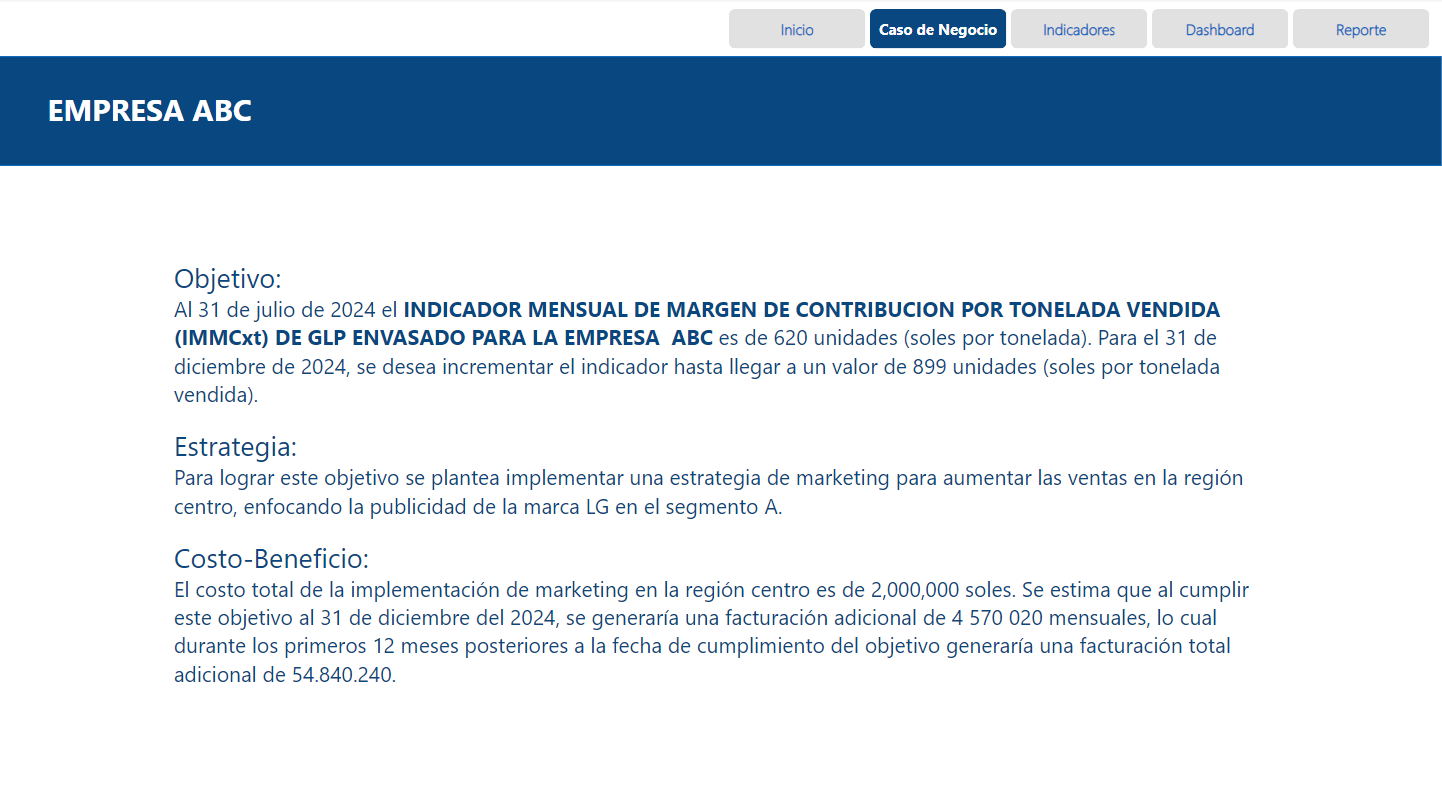 Inicio
Caso de Negocio
Indicadores
Dashboard
Reporte
EMPRESA ABC
Objetivo:
Al 31 de julio de 2024 el INDICADOR MENSUAL DE MARGEN DE CONTRIBUCION POR TONELADA VENDIDA
(IMMCxt) DE GLP ENVASADO PARA LA EMPRESA  ABC es de 620 unidades (soles por tonelada). Para el 31 de
diciembre de 2024, se desea incrementar el indicador hasta llegar a un valor de 899 unidades (soles por tonelada
vendida).
Estrategia:
Para lograr este objetivo se plantea implementar una estrategia de marketing para aumentar las ventas en la región
centro, enfocando la publicidad de la marca LG en el segmento A.
Costo-Beneficio:
El costo total de la implementación de marketing en la región centro es de 2,000,000 soles. Se estima que al cumplir
este objetivo al 31 de diciembre del 2024, se generaría una facturación adicional de 4 570 020 mensuales, lo cual
durante los primeros 12 meses posteriores a la fecha de cumplimiento del objetivo generaría una facturación total
adicional de 54.840.240.